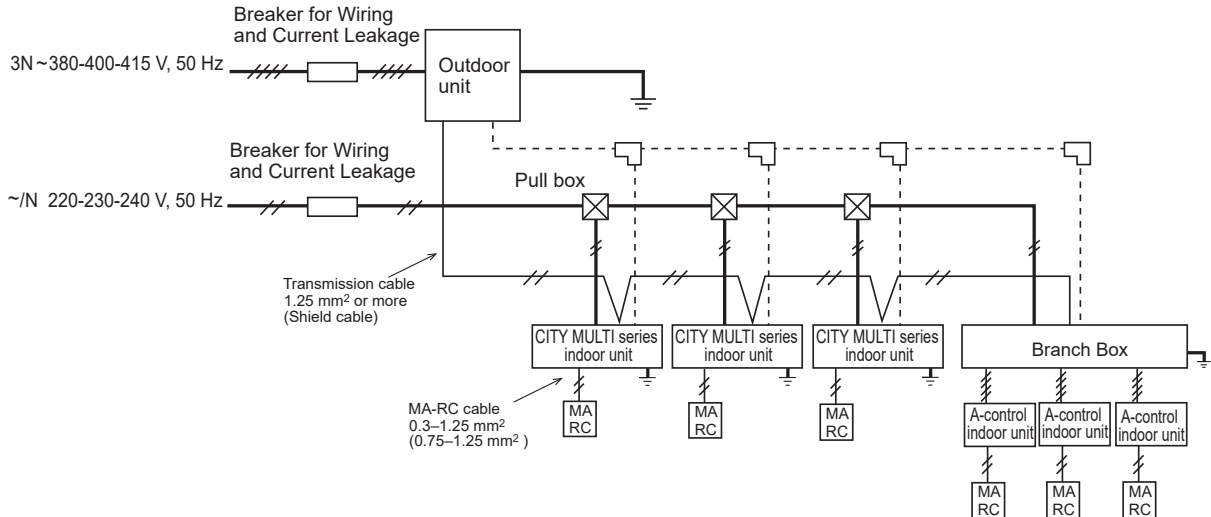 Breaker for Wiring
and Current Leakage
3N~380-400-415 V, 50 Hz
Outdoor
unit
Breaker for Wiring
and Current Leakage
~/N 220-230-240 V, 50 Hz
Pull box
Transmission cable
1.25 mm² or more
(Shield cable)
CITY MULTI series
indoor unit
CITY MULTI series
indoor unit
CITY MULTI series
indoor unit
Branch Box
MA-RC cable
0.3–1.25 mm²
(0.75–1.25 mm² )
MA
RC
MA
RC
MA
RC
A-control
indoor unit
A-control
indoor unit
A-control
indoor unit
MA
RC
MA
RC
MA
RC